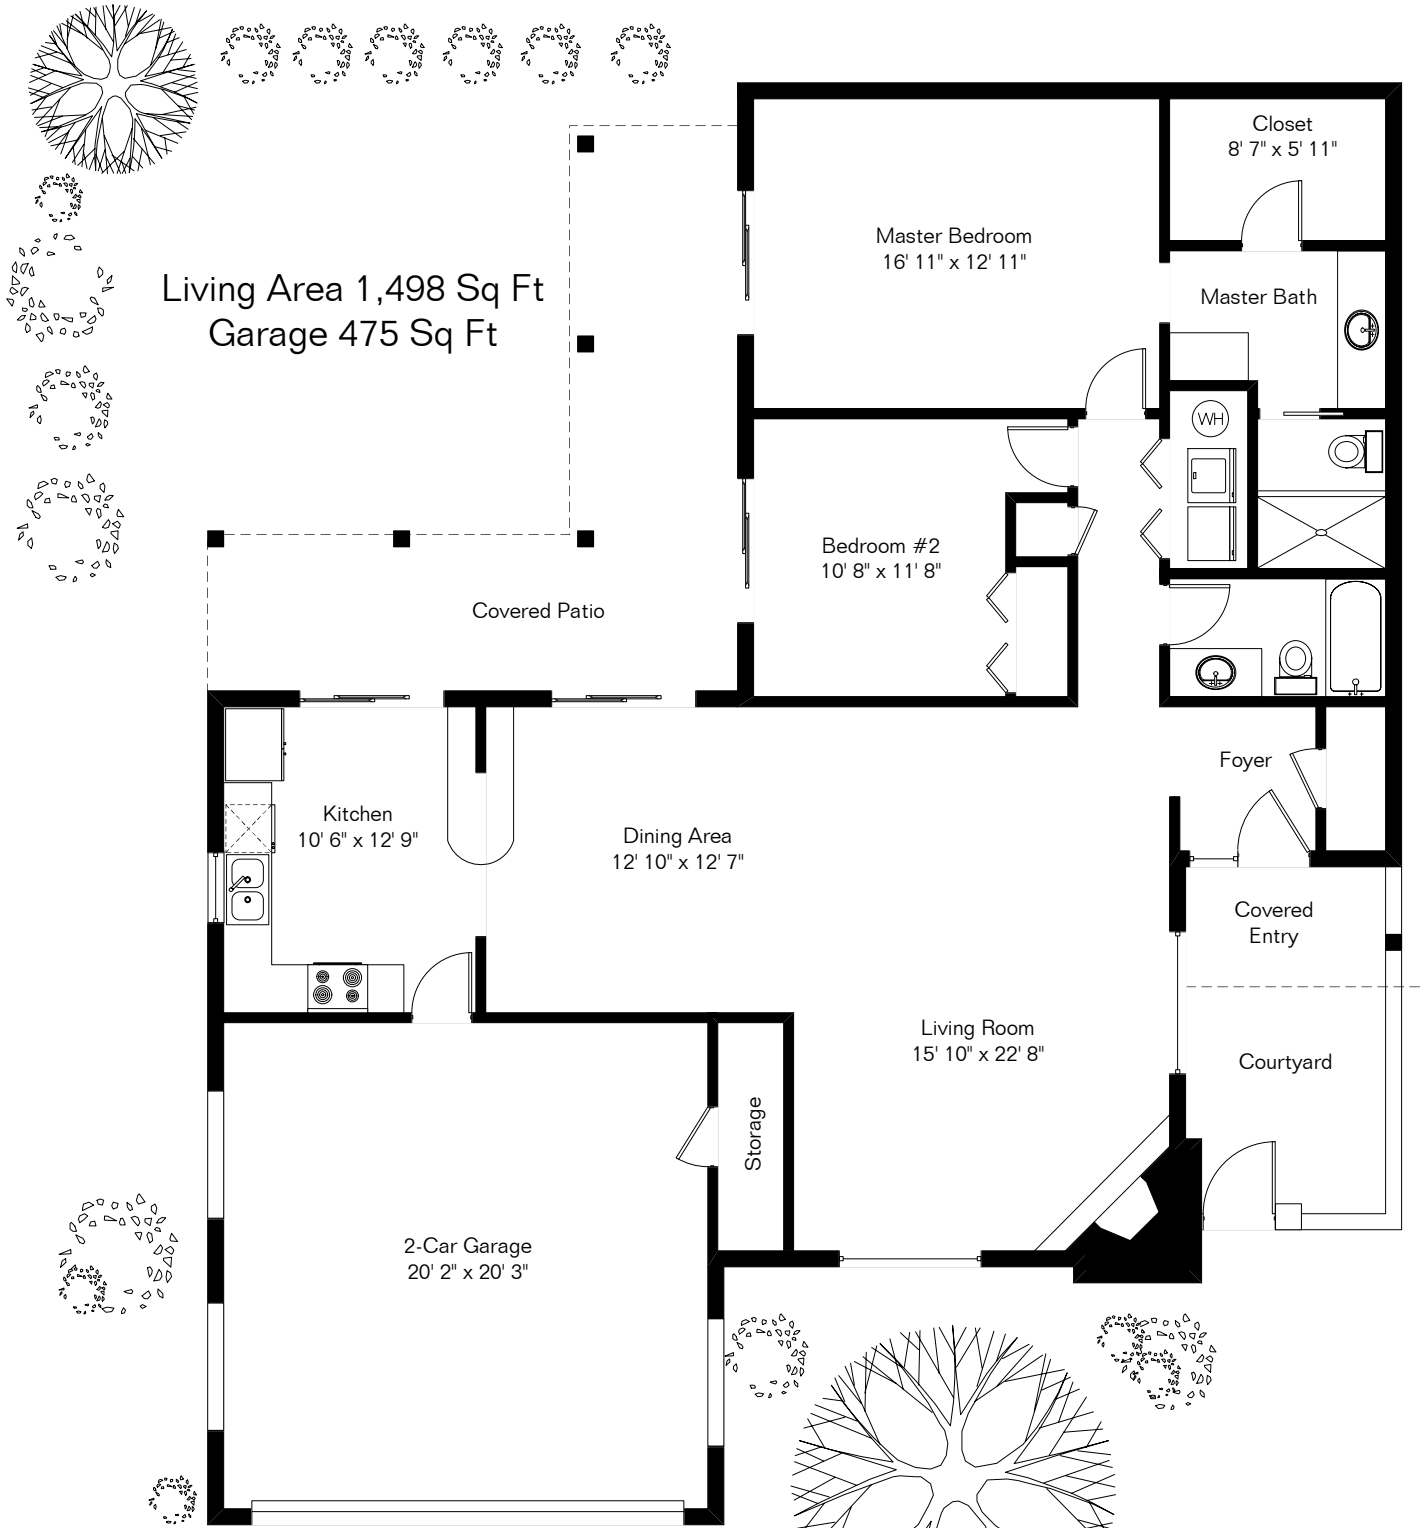 Closet
8' 7" x 5' 11"
Master Bedroom
16' 11" x 12' 11"
Living Area 1,498 Sq Ft
Garage 475 Sq Ft
Master Bath
WH
Bedroom #2
10' 8" x 11' 8"
Covered Patio
Foyer
Kitchen
10' 6" x 12' 9"
Dining Area
12' 10" x 12' 7"
Covered
Entry
Living Room
15' 10" x 22' 8"
Courtyard
Storage
2-Car Garage
20' 2" x 20' 3"